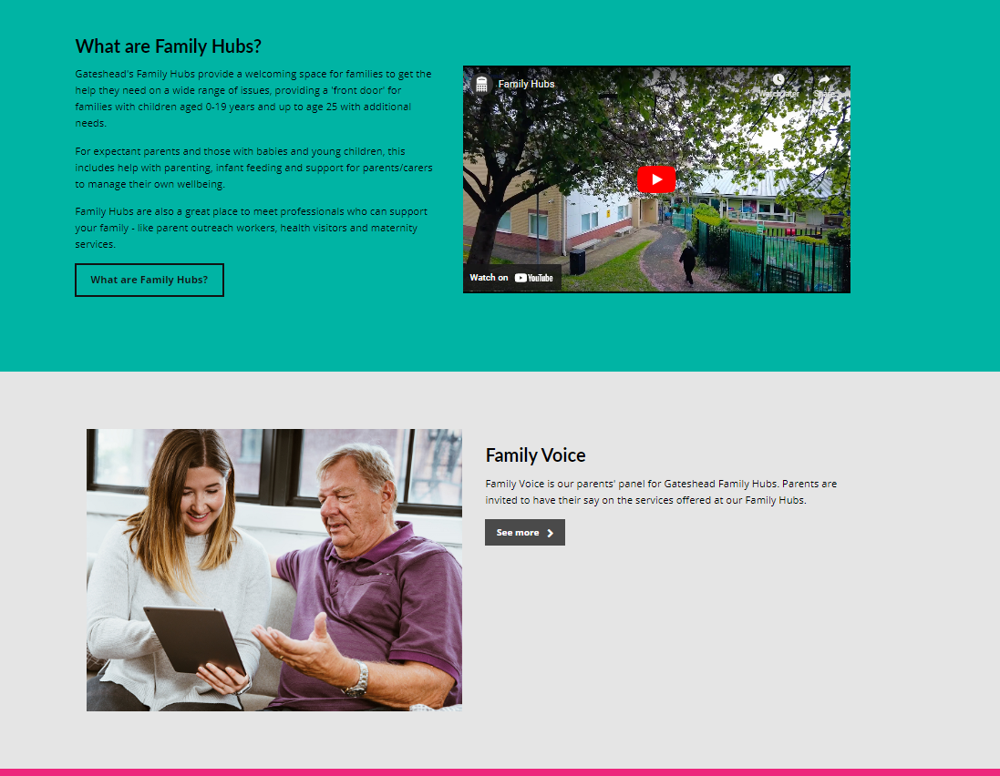 What are Family Hubs?
Gateshead's Family Hubs provide a welcoming space for families to get the
help they need on a wide range of issues, providing a 'front door' for
families with children aged 0-19 years and up to age 25 with additional
needs.
For expectant parents and those with babies and young children, this
includes help with parenting, infant feeding and support for parents/carers
to manage their own wellbeing.
Family Hubs are also a great place to meet professionals who can support
your family - like parent outreach workers, health visitors and maternity
services.
What are Family Hubs?
Family Hubs
Watch later
Share
Watch on YouTube
Family Voice
Family Voice is our parents' panel for Gateshead Family Hubs. Parents are
invited to have their say on the services offered at our Family Hubs.
See more